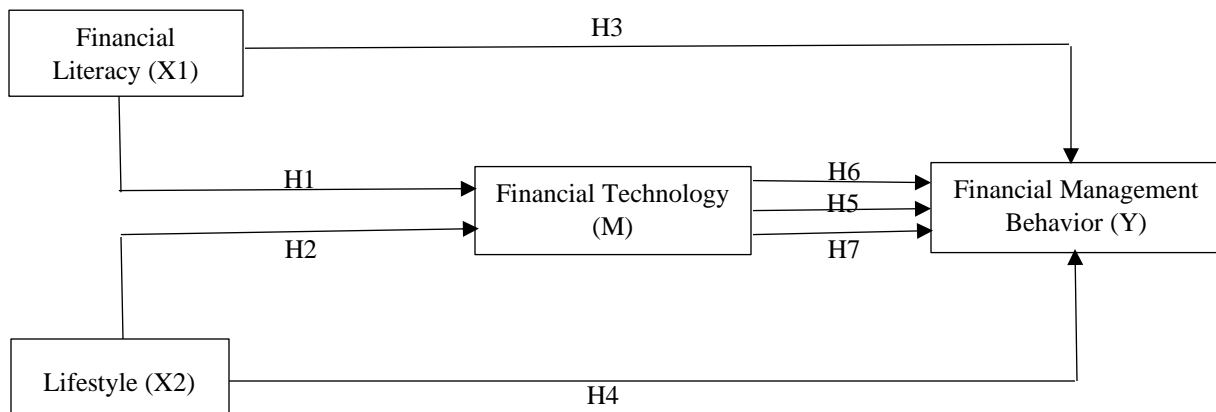 Financial
Literacy (X1)
H3
H1
H6
Financial Technology
(M)
H5
Financial Management
Behavior (Y)
H2
H7
Lifestyle (X2)
H4